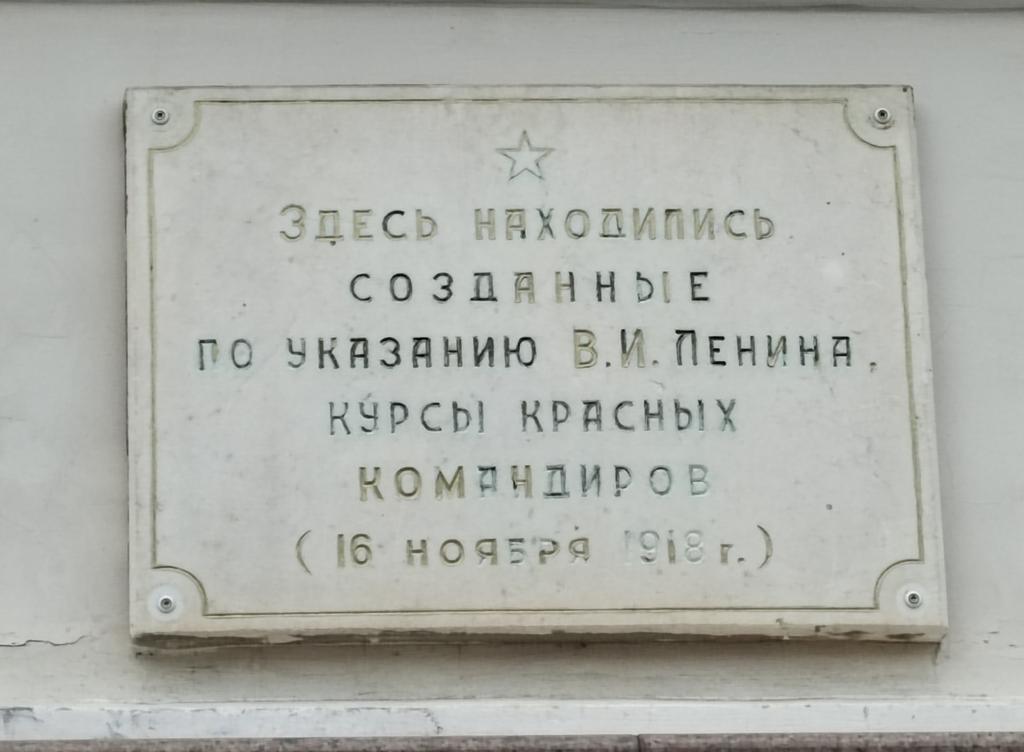 Здесь находились
созданные
по указанию В.И. Ленина,
курсы красных
командиров
(16 ноября 1918 г.)